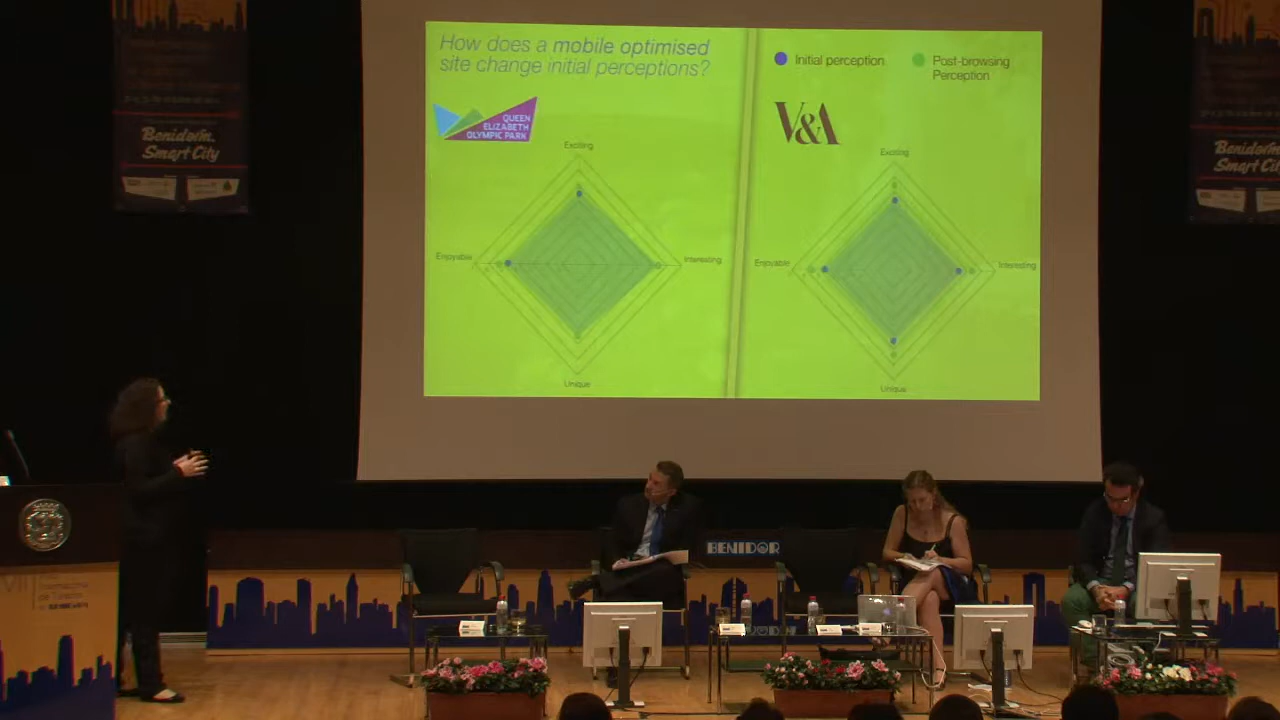 How does a mobile optimised
site change initial perceptions?
Initial perception
Post-browsing
Perception
QUEEN
ELIZABETH
OLYMPIC PARK
V&A
Exciting
Enjoyable
Interesting
Unique
Exciting
Enjoyable
Interesting
Unique
Benidorm
Smart City
Benidorm
Smart City
BENIDOR